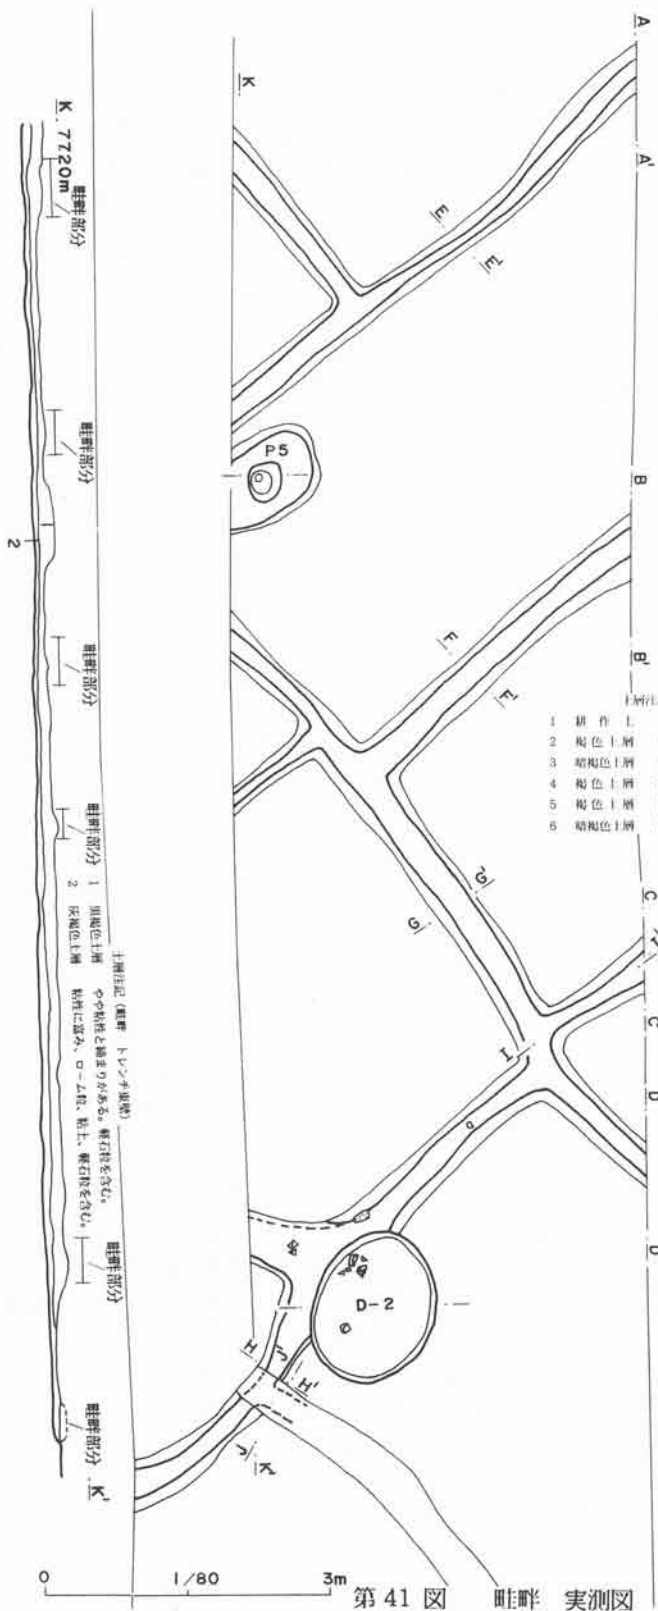 A
A'
K
E
E'
K. 77.20m
畦畔部分
P5
B
畦畔部分
1
2
F
F'
B'
畦畔部分
土層注
1 耕作土
2 褐色土層
3 暗褐色土層
4 褐色土層
5 褐色土層
6 暗褐色土層
畦畔部分
G'
G
C
土層注記（畦畔 トレンチ東壁）
1 黒褐色土層 やや粘性と締まりがある。軽石粒を含む。
2 灰褐色土層 粘性に富み、ローム粒、粘土、軽石粒を含む。
I
C'
D
D
畦畔部分
D-2
H
H'
J
J'
畦畔部分
K'
K'
0 1/80 3m
第41図 畦畔 実測図